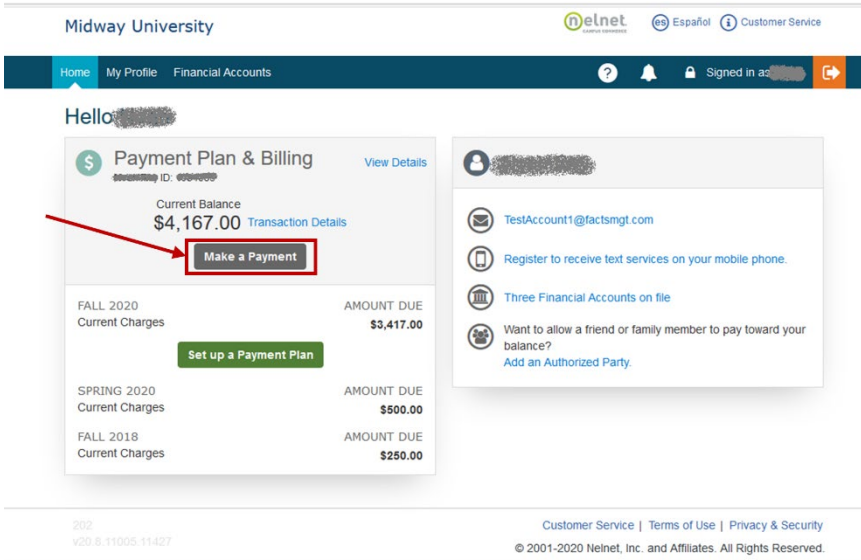 Midway University
nelnet
CAMPUS COMMERCE
es Español i Customer Service
Home My Profile Financial Accounts
? Signed in as
Hello
$ Payment Plan & Billing View Details
ID:
Current Balance
$4,167.00 Transaction Details
Make a Payment
FALL 2020 AMOUNT DUE
Current Charges $3,417.00
Set up a Payment Plan
SPRING 2020 AMOUNT DUE
Current Charges $500.00
FALL 2018 AMOUNT DUE
Current Charges $250.00
TestAccount1@factsmgt.com
Register to receive text services on your mobile phone.
Three Financial Accounts on file
Want to allow a friend or family member to pay toward your
balance?
Add an Authorized Party.
202
v20.8.11005.11427
Customer Service | Terms of Use | Privacy & Security
© 2001-2020 Nelnet, Inc. and Affiliates. All Rights Reserved.